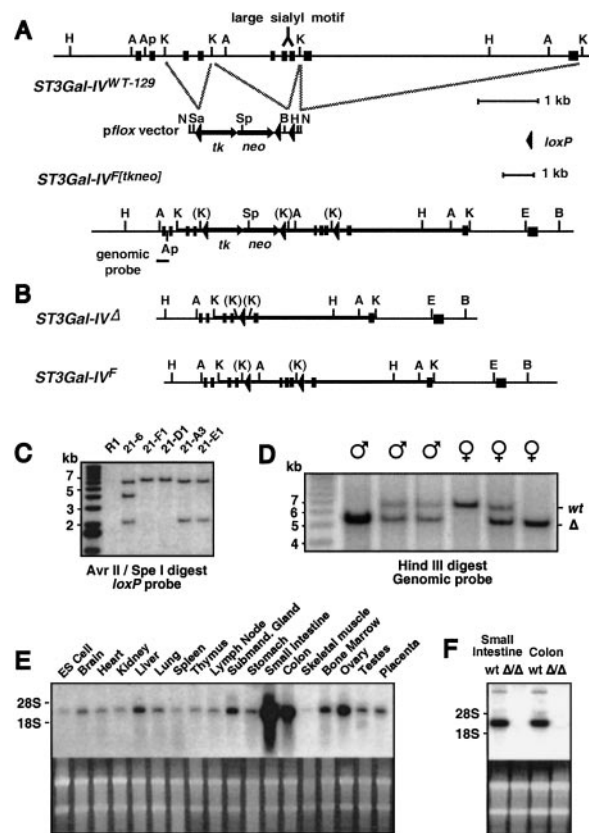 A
large sialyl motif
H A Ap K K A K H A K
ST3Gal-IV^WT-129
1 kb
NSa Sp B H N
pflox vector
tk neo
loxP
ST3Gal-IV^F[tkneo]
1 kb
H A K (K) Sp (K) A (K) H A K E B
Ap tk neo
genomic probe
B
H A K (K) (K) H A K E B
ST3Gal-IV^Δ
H A K (K) A (K) H A K E B
ST3Gal-IV^F
C
R1 21-6 21-F1 21-D1 21-A3 21-E1
kb
7
5
3
2
Avr II / Spe I digest
loxP probe
D
♂ ♂ ♂ ♀ ♀ ♀
kb
7
6
5
4
wt
Δ
Hind III digest
Genomic probe
E
ES Cell Brain Heart Kidney Liver Lung Spleen Thymus Lymph Node Submand. Gland Stomach Small Intestine Colon Skeletal muscle Bone Marrow Ovary Testes Placenta
28S
18S
F
Small Intestine Colon
wt Δ/Δ wt Δ/Δ
28S
18S